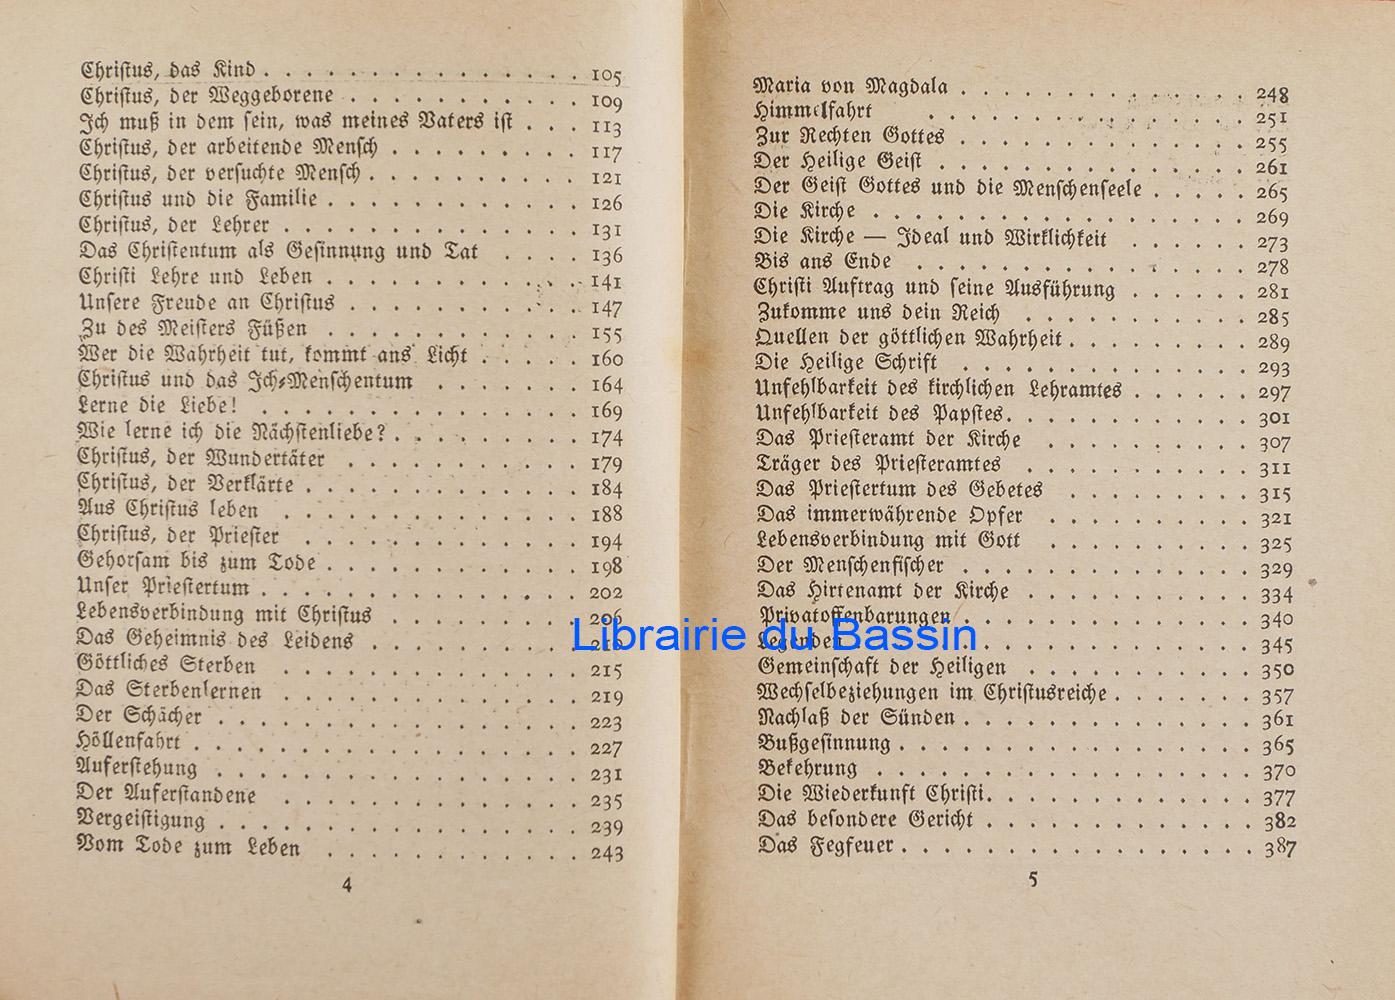 Christus, das Kind . . . . . . . . . . . . . . . 105
Christus, der Weggeborene . . . . . . . . . . . 109
Ich muß in dem sein, was meines Vaters ist . . . 113
Christus, der arbeitende Mensch . . . . . . . . . 117
Christus, der versuchte Mensch . . . . . . . . . . 121
Christus und die Familie . . . . . . . . . . . . 126
Christus, der Lehrer . . . . . . . . . . . . . . 131
Das Christentum als Gesinnung und Tat . . . . 136
Christi Lehre und Leben . . . . . . . . . . . . 141
Unsere Freude an Christus . . . . . . . . . . . 147
Zu des Meisters Füßen . . . . . . . . . . . . 155
Wer die Wahrheit tut, kommt ans Licht . . . . . 160
Christus und das Ich-Menschentum . . . . . . . 164
Lerne die Liebe! . . . . . . . . . . . . . . . 169
Wie lerne ich die Nächstenliebe? . . . . . . . . . 174
Christus, der Wundertäter . . . . . . . . . . . 179
Christus, der Verklärte . . . . . . . . . . . . . 184
Aus Christus leben . . . . . . . . . . . . . . 188
Christus, der Priester . . . . . . . . . . . . . 194
Gehorsam bis zum Tode . . . . . . . . . . . . 198
Unser Priestertum . . . . . . . . . . . . . . . 202
Lebensverbindung mit Christus . . . . . . . . . 206
Das Geheimnis des Leidens . . . . . . . . . . 210
Göttliches Sterben . . . . . . . . . . . . . . 215
Das Sterbenlernen . . . . . . . . . . . . . . 219
Der Schächer . . . . . . . . . . . . . . . . . 223
Höllenfahrt . . . . . . . . . . . . . . . . . . 227
Auferstehung . . . . . . . . . . . . . . . . . 231
Der Auferstandene . . . . . . . . . . . . . . 235
Vergeistigung . . . . . . . . . . . . . . . . . 239
Vom Tode zum Leben . . . . . . . . . . . . 243
4
Maria von Magdala . . . . . . . . . . . . . . 248
Himmelfahrt . . . . . . . . . . . . . . . 251
Zur Rechten Gottes . . . . . . . . . . . . . . 255
Der Heilige Geist . . . . . . . . . . . . . . . 261
Der Geist Gottes und die Menschenseele . . . . . 265
Die Kirche . . . . . . . . . . . . . . . . . . 269
Die Kirche — Ideal und Wirklichkeit . . . . . . 273
Bis ans Ende . . . . . . . . . . . . . . . . 278
Christi Auftrag und seine Ausführung . . . . . . 281
Zukomme uns dein Reich . . . . . . . . . . . 285
Quellen der göttlichen Wahrheit . . . . . . . . . 289
Die Heilige Schrift . . . . . . . . . . . . . . 293
Unfehlbarkeit des kirchlichen Lehramtes . . . . . . 297
Unfehlbarkeit des Papstes . . . . . . . . . . . . 301
Das Priesteramt der Kirche . . . . . . . . . . 307
Träger des Priesteramtes . . . . . . . . . . . 311
Das Priestertum des Gebetes . . . . . . . . . 315
Das immerwährende Opfer . . . . . . . . . . 321
Lebensverbindung mit Gott . . . . . . . . . . 325
Der Menschenfischer . . . . . . . . . . . . . . 329
Das Hirtenamt der Kirche . . . . . . . . . . . 334
Privatoffenbarungen . . . . . . . . . . . . . . 340
Legenden . . . . . . . . . . . . . . . . . 345
Gemeinschaft der Heiligen . . . . . . . . . . . 350
Wechselbeziehungen im Christusreiche . . . . . . . 357
Nachlaß der Sünden . . . . . . . . . . . . . . 361
Bußgesinnung . . . . . . . . . . . . . . . . . 365
Bekehrung . . . . . . . . . . . . . . . . . . 370
Die Wiederkunft Christi . . . . . . . . . . . . . 377
Das besondere Gericht . . . . . . . . . . . . . 382
Das Fegfeuer . . . . . . . . . . . . . . . . . 387
5
Librairie du Bassin